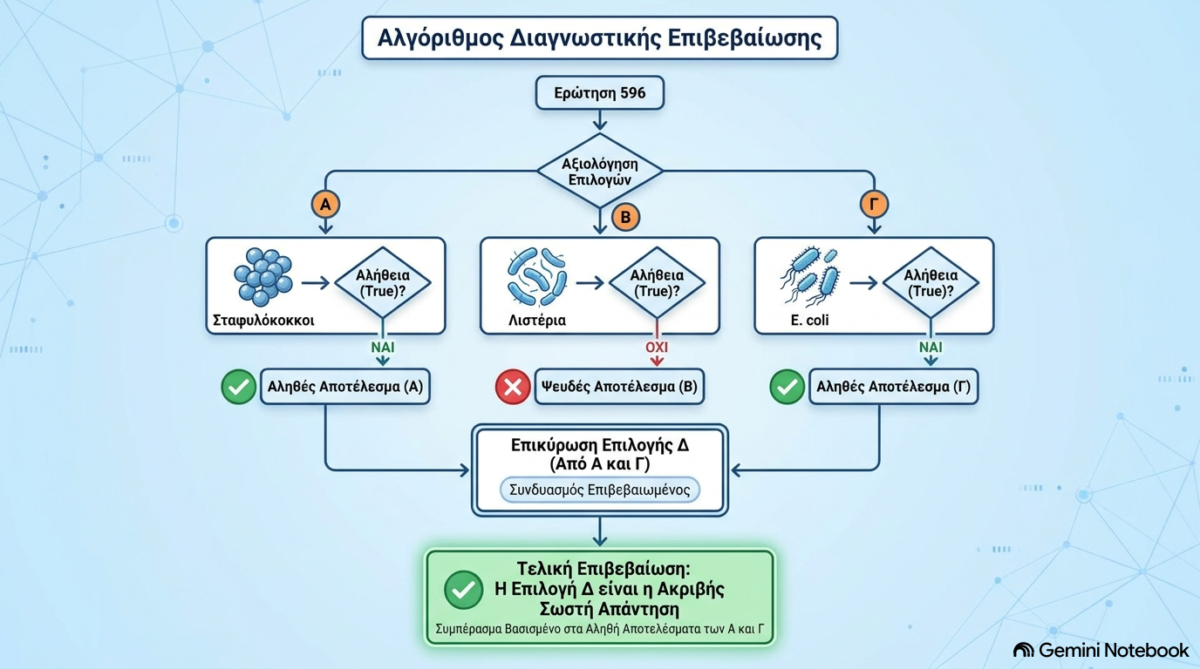 Αλγόριθμος Διαγνωστικής Επιβεβαίωσης
Ερώτηση 596
Αξιολόγηση
Επιλογών
Α
Β
Γ
Σταφυλόκοκκοι
Αλήθεια
(True)?
ΝΑΙ
Λιστέρια
Αλήθεια
(True)?
ΟΧΙ
E. coli
Αλήθεια
(True)?
ΝΑΙ
Αληθές Αποτέλεσμα (Α)
Ψευδές Αποτέλεσμα (Β)
Αληθές Αποτέλεσμα (Γ)
Επικύρωση Επιλογής Δ
(Από Α και Γ)
Συνδυασμός Επιβεβαιωμένος
Τελική Επιβεβαίωση:
Η Επιλογή Δ είναι η Ακριβής
Σωστή Απάντηση
Συμπέρασμα Βασισμένο στα Αληθή Αποτελέσματα των Α και Γ
Gemini Notebook